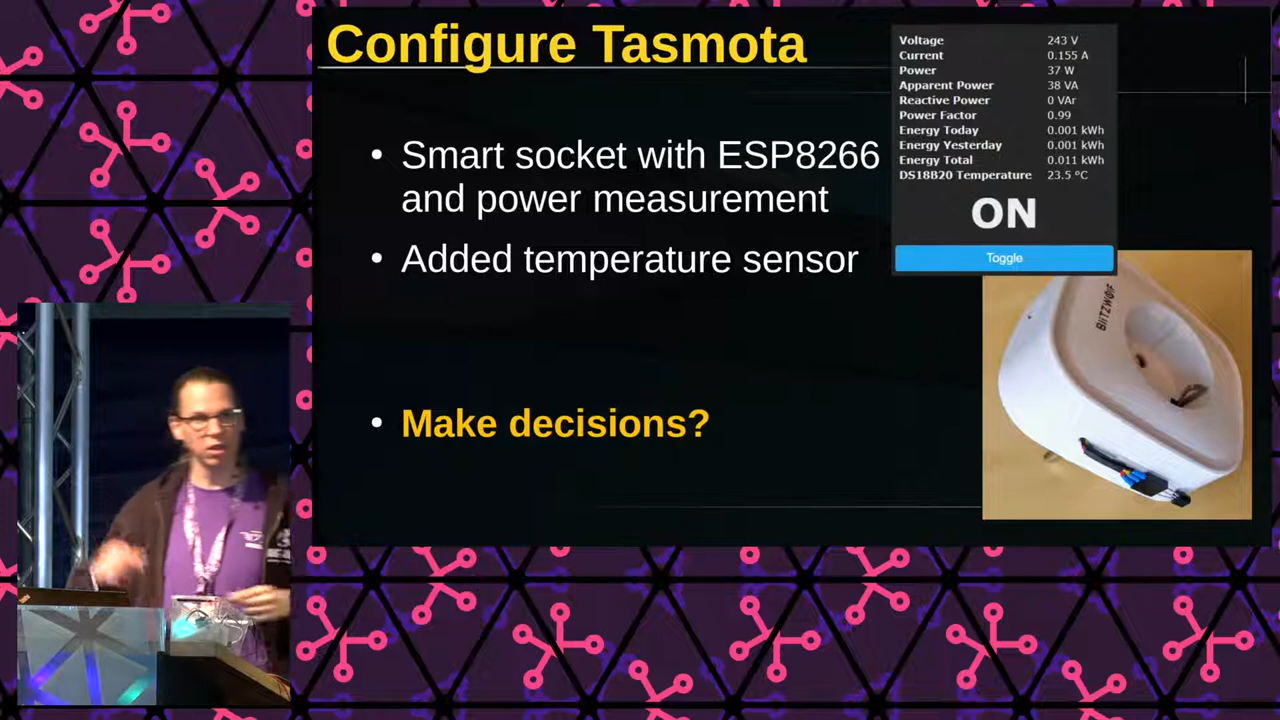 Configure Tasmota
• Smart socket with ESP8266
and power measurement
• Added temperature sensor
• Make decisions?
Voltage 243 V
Current 0.155 A
Power 37 W
Apparent Power 38 VA
Reactive Power 0 VAr
Power Factor 0.99
Energy Today 0.001 kWh
Energy Yesterday 0.001 kWh
Energy Total 0.011 kWh
DS18B20 Temperature 23.5 °C
ON
Toggle
BLITZWOLF